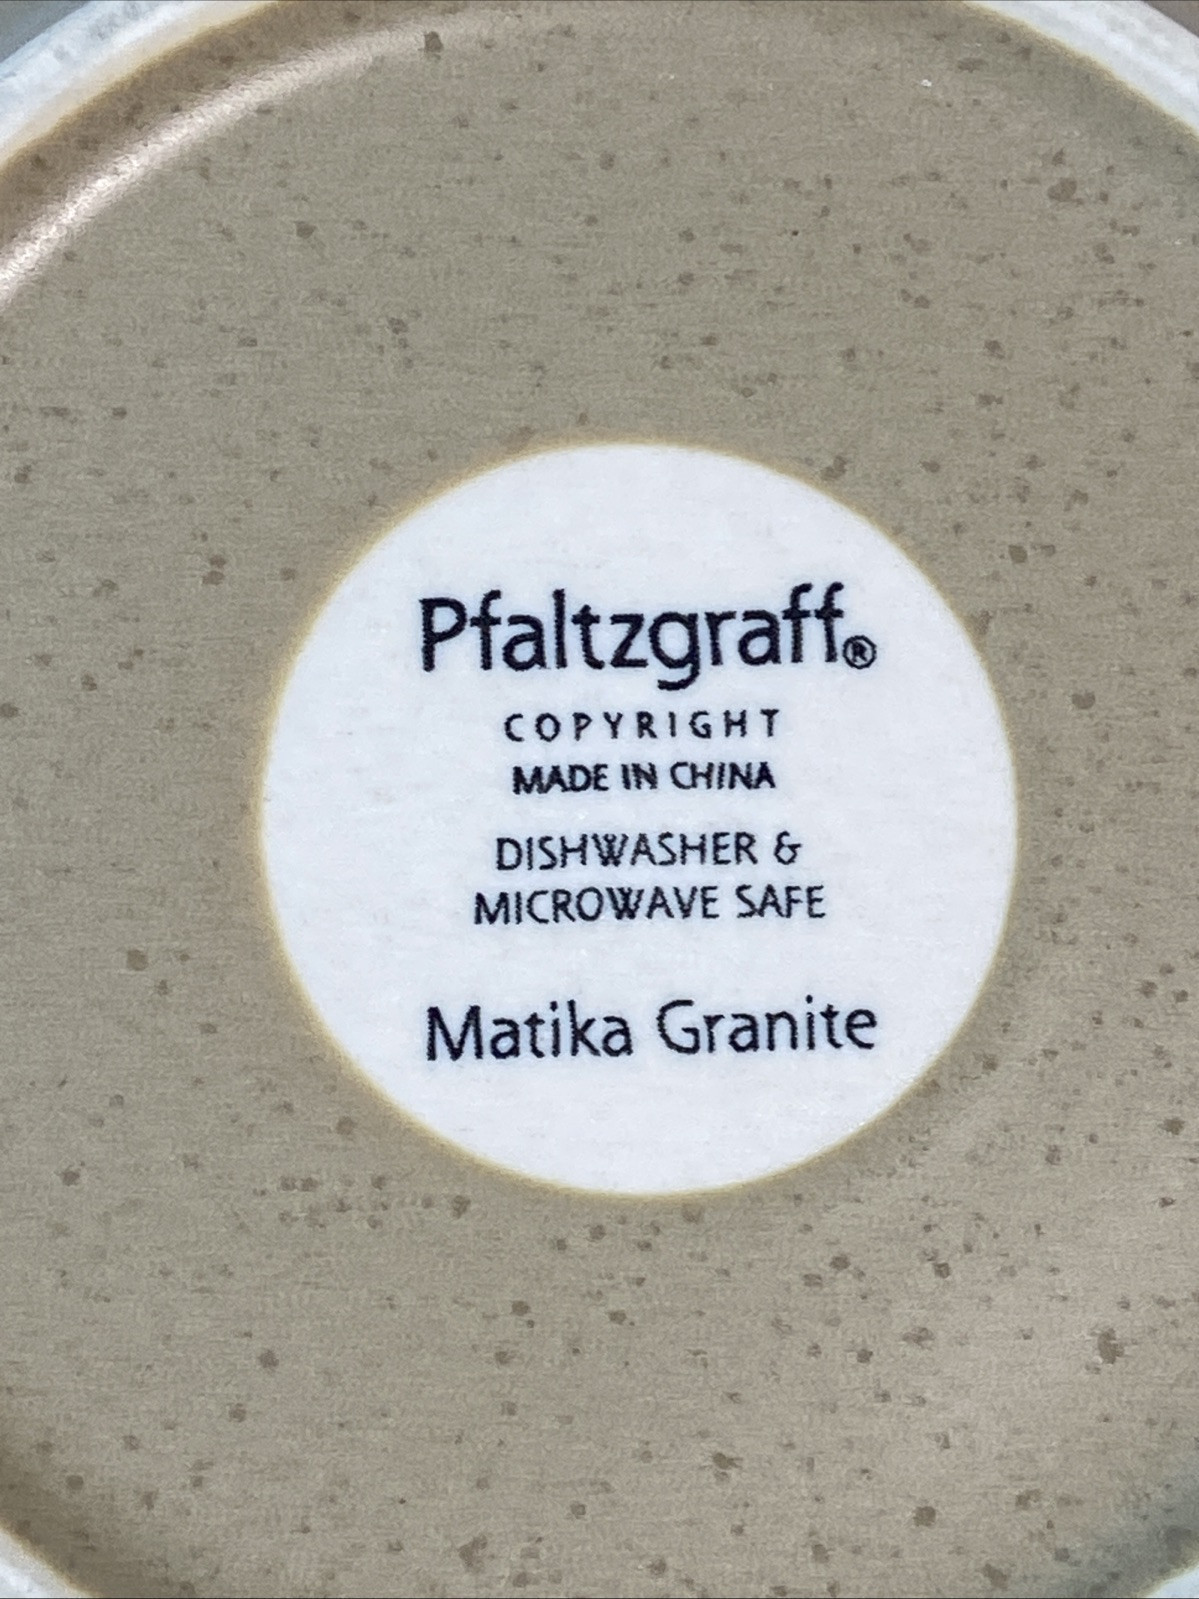 Pfaltzgraff®
COPYRIGHT
MADE IN CHINA
DISHWASHER &
MICROWAVE SAFE
Matika Granite